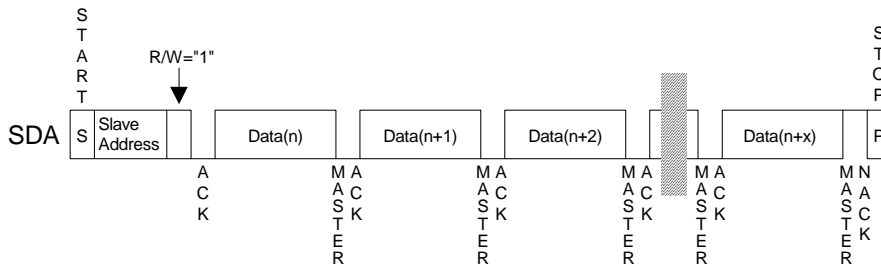 START
STOP
R/W="1"
SDA
S
Slave
Address
Data(n)
Data(n+1)
Data(n+2)
Data(n+x)
P
ACK
MASTER
ACK
MASTER
ACK
MASTER
ACK
MASTER
ACK
MASTER
NACK